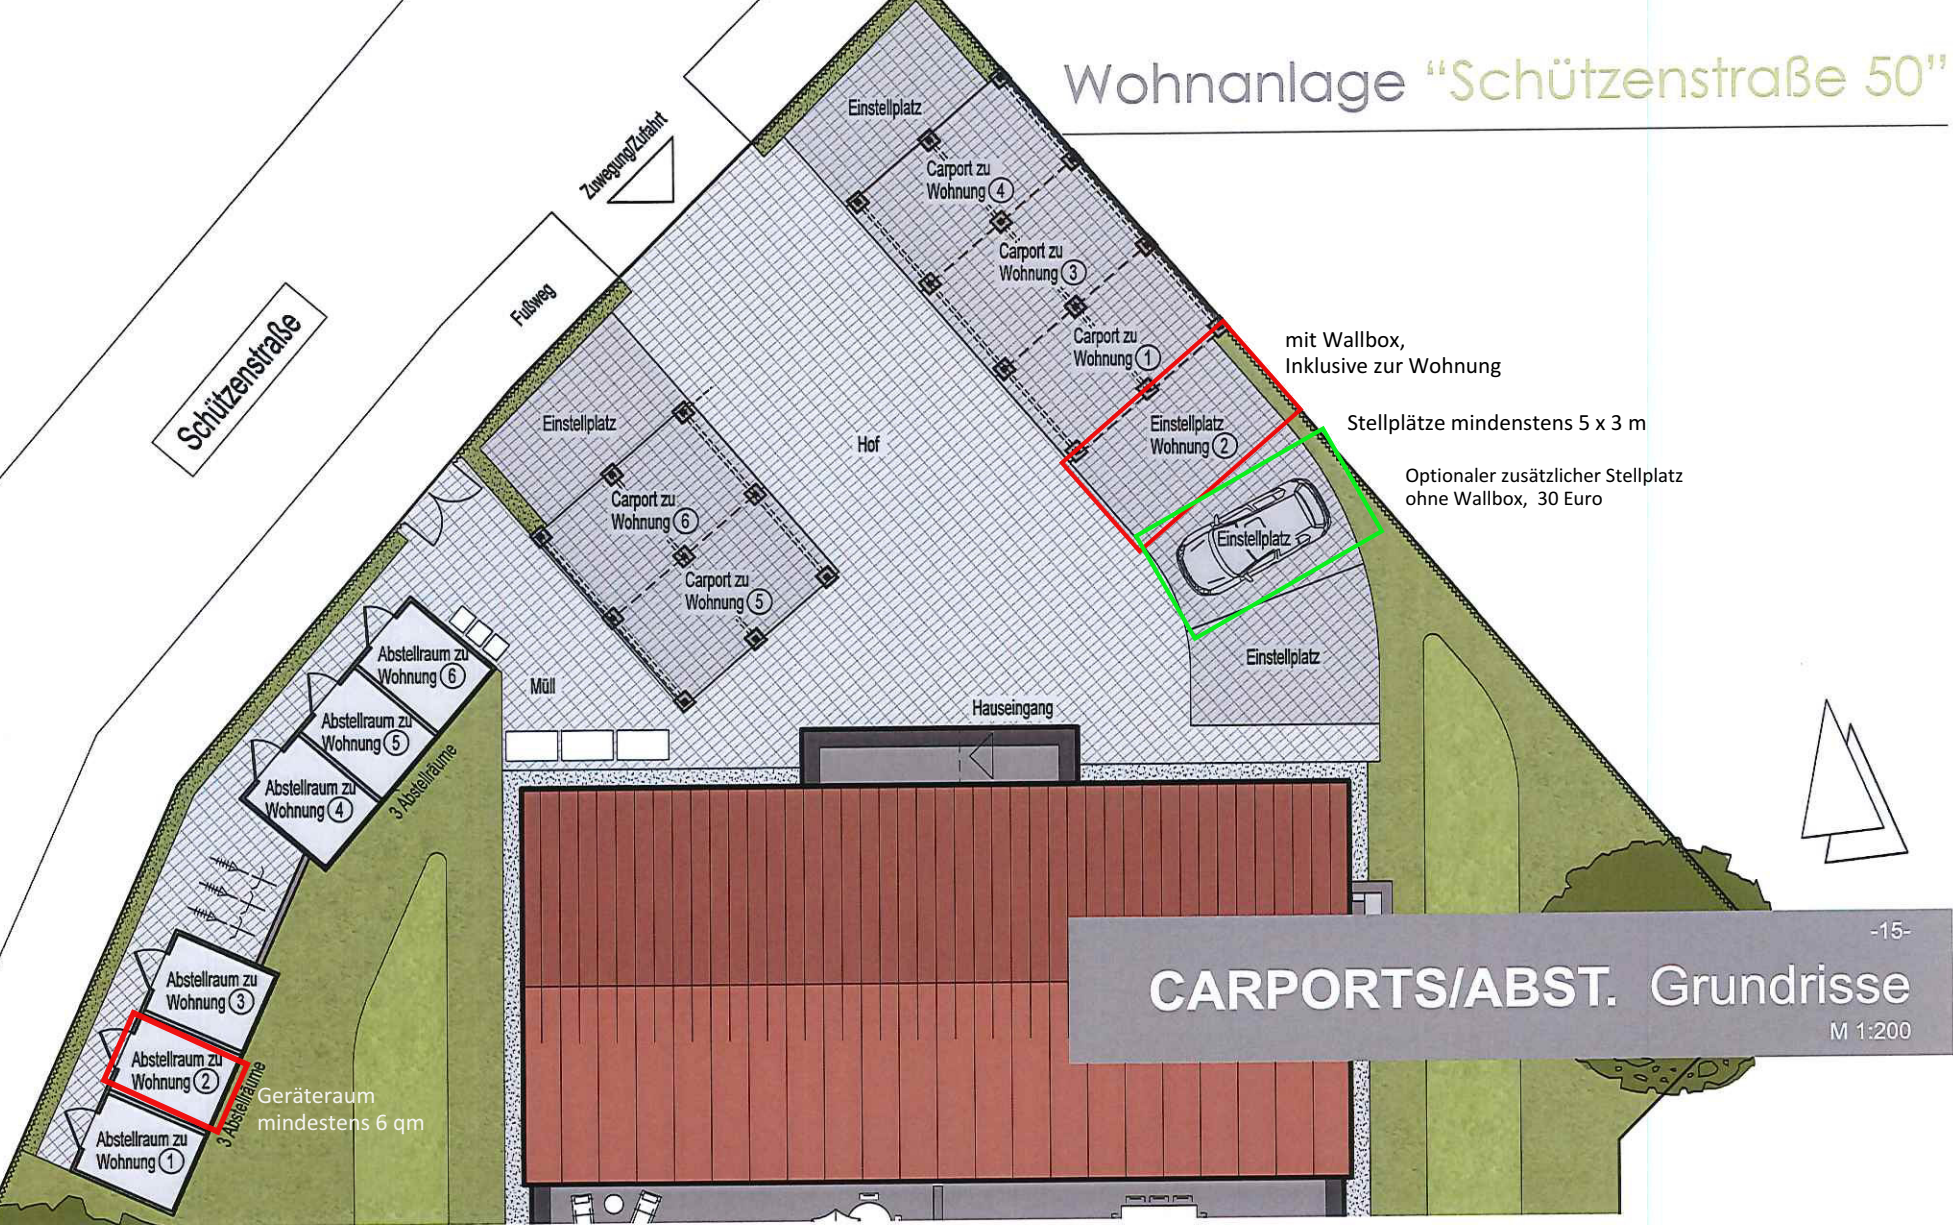 Wohnanlage “Schützenstraße 50”
Einstellplatz
Zuwegung/Zufahrt
Carport zu
Wohnung 4
Carport zu
Wohnung 3
Fußweg
Schützenstraße
Carport zu
Wohnung 1
mit Wallbox,
Inklusive zur Wohnung
Einstellplatz
Wohnung 2
Stellplätze mindenstens 5 x 3 m
Einstellplatz
Hof
Optionaler zusätzlicher Stellplatz
ohne Wallbox, 30 Euro
Carport zu
Wohnung 6
Einstellplatz
Carport zu
Wohnung 5
Einstellplatz
Abstellraum zu
Wohnung 6
Müll
Hauseingang
Abstellraum zu
Wohnung 5
Abstellraum zu
Wohnung 4
3 Abstellräume
-15-
CARPORTS/ABST. Grundrisse
M 1:200
Abstellraum zu
Wohnung 3
Abstellraum zu
Wohnung 2
3 Abstellräume
Geräteraum
mindestens 6 qm
Abstellraum zu
Wohnung 1